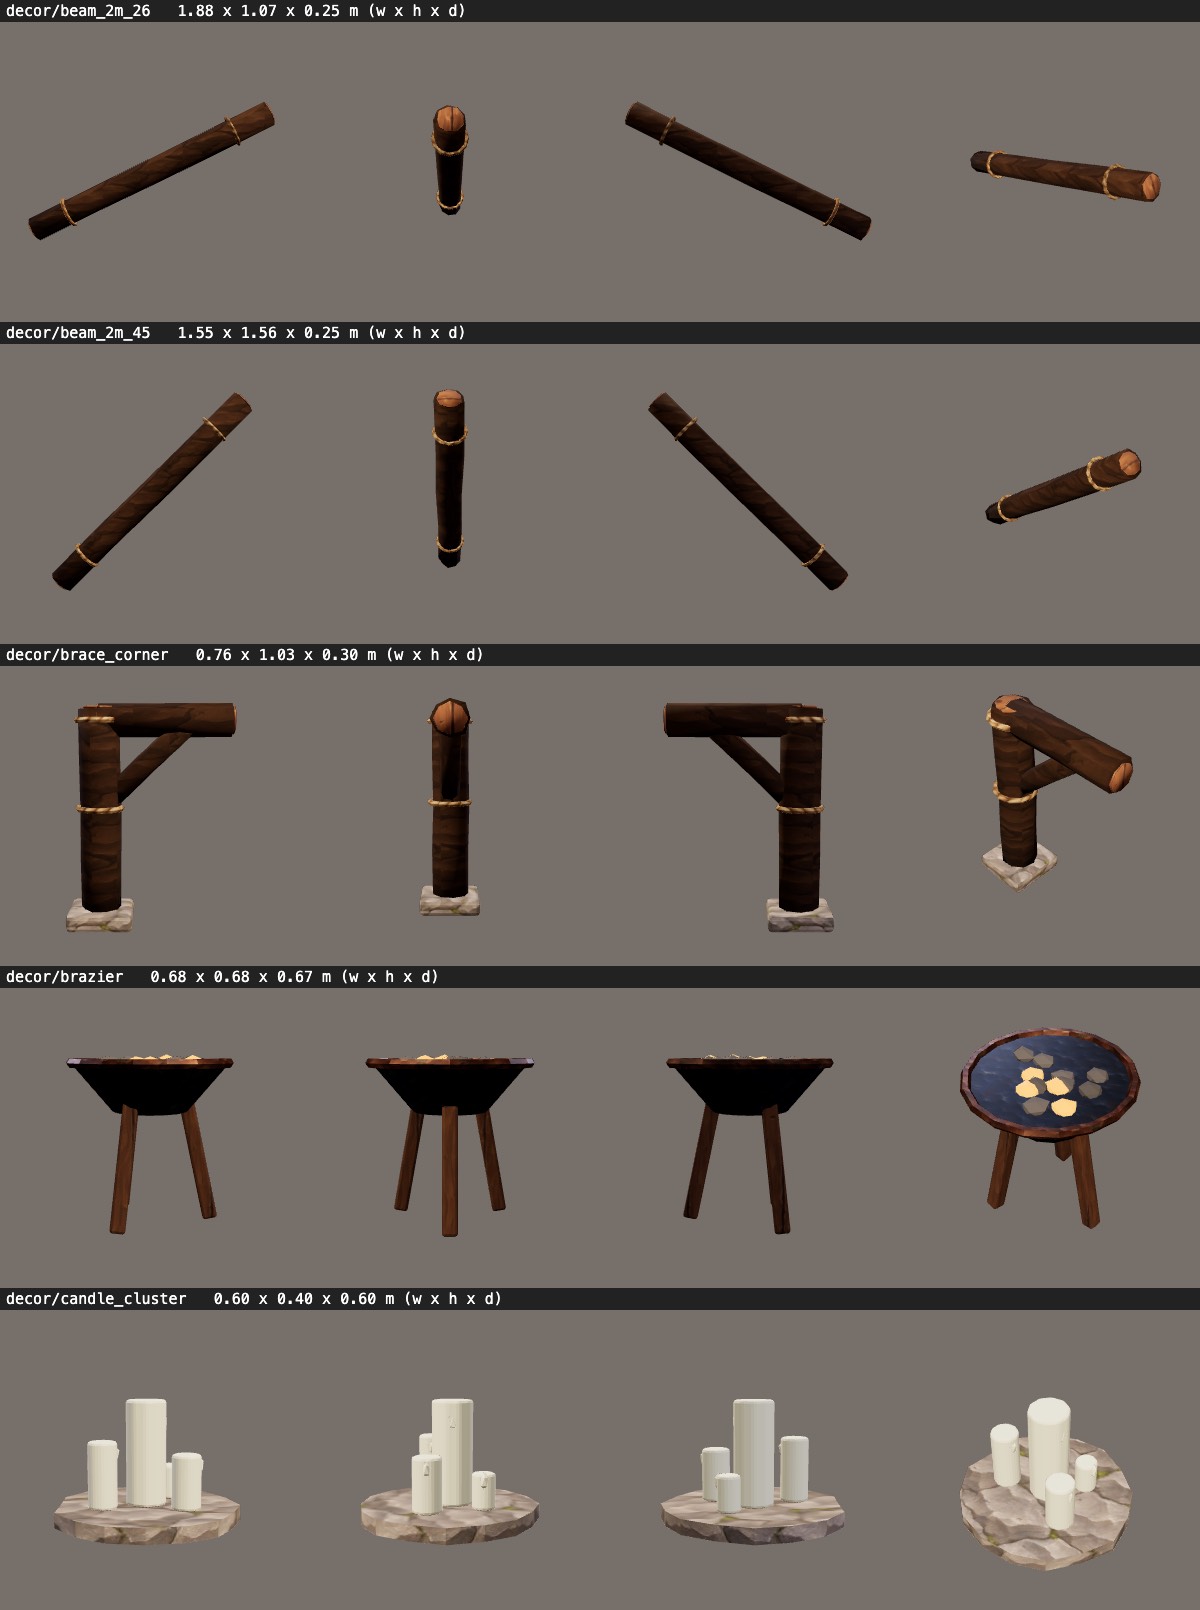 decor/beam_2m_26   1.88 x 1.07 x 0.25 m (w x h x d)
decor/beam_2m_45   1.55 x 1.56 x 0.25 m (w x h x d)
decor/brace_corner   0.76 x 1.03 x 0.30 m (w x h x d)
decor/brazier   0.68 x 0.68 x 0.67 m (w x h x d)
decor/candle_cluster   0.60 x 0.40 x 0.60 m (w x h x d)